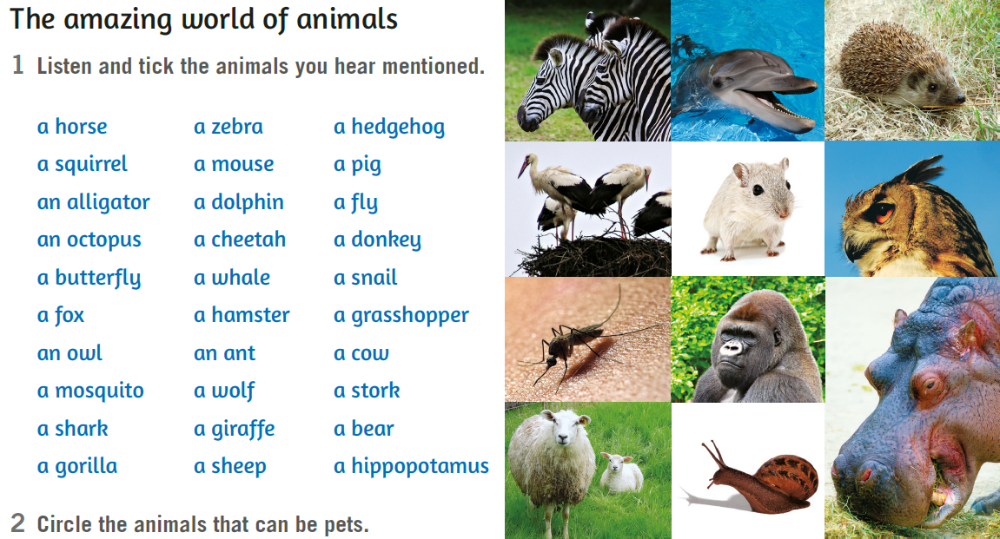 The amazing world of animals
1 Listen and tick the animals you hear mentioned.
a horse
a squirrel
an alligator
an octopus
a butterfly
a fox
an owl
a mosquito
a shark
a gorilla
a zebra
a mouse
a dolphin
a cheetah
a whale
a hamster
an ant
a wolf
a giraffe
a sheep
a hedgehog
a pig
a fly
a donkey
a snail
a grasshopper
a cow
a stork
a bear
a hippopotamus
2 Circle the animals that can be pets.